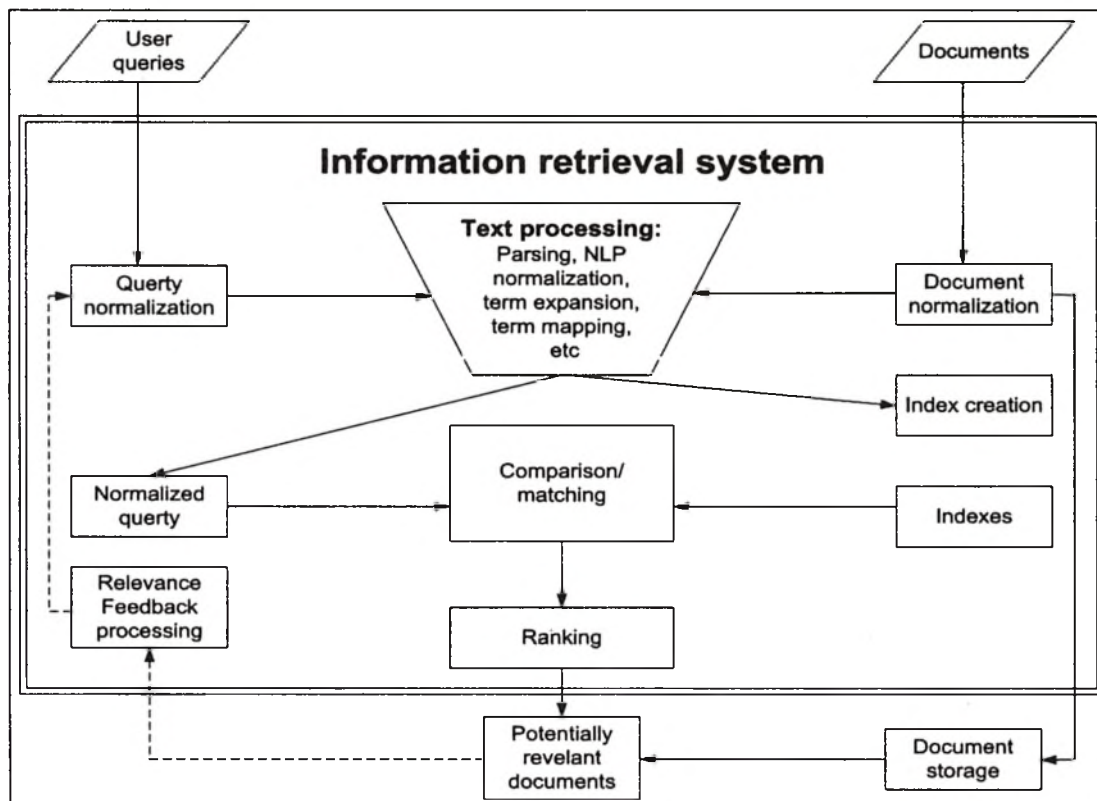 User
queries
Documents
Information retrieval system
Text processing:
Parsing, NLP
normalization,
term expansion,
term mapping,
etc
Querty
normalization
Document
normalization
Index creation
Comparison/
matching
Normalized
querty
Indexes
Relevance
Feedback
processing
Ranking
Potentially
revelant
documents
Document
storage